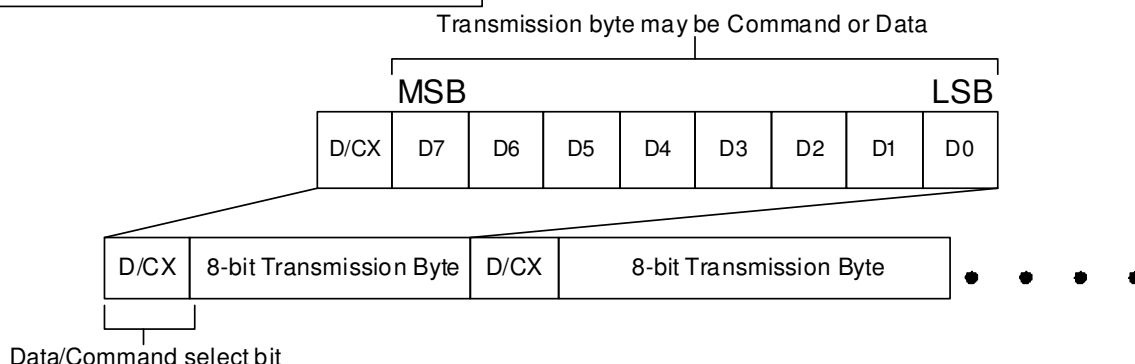 Transmission byte may be Command or Data
MSB LSB
D/CX D7 D6 D5 D4 D3 D2 D1 D0
D/CX 8-bit Transmission Byte D/CX 8-bit Transmission Byte
Data/Command select bit